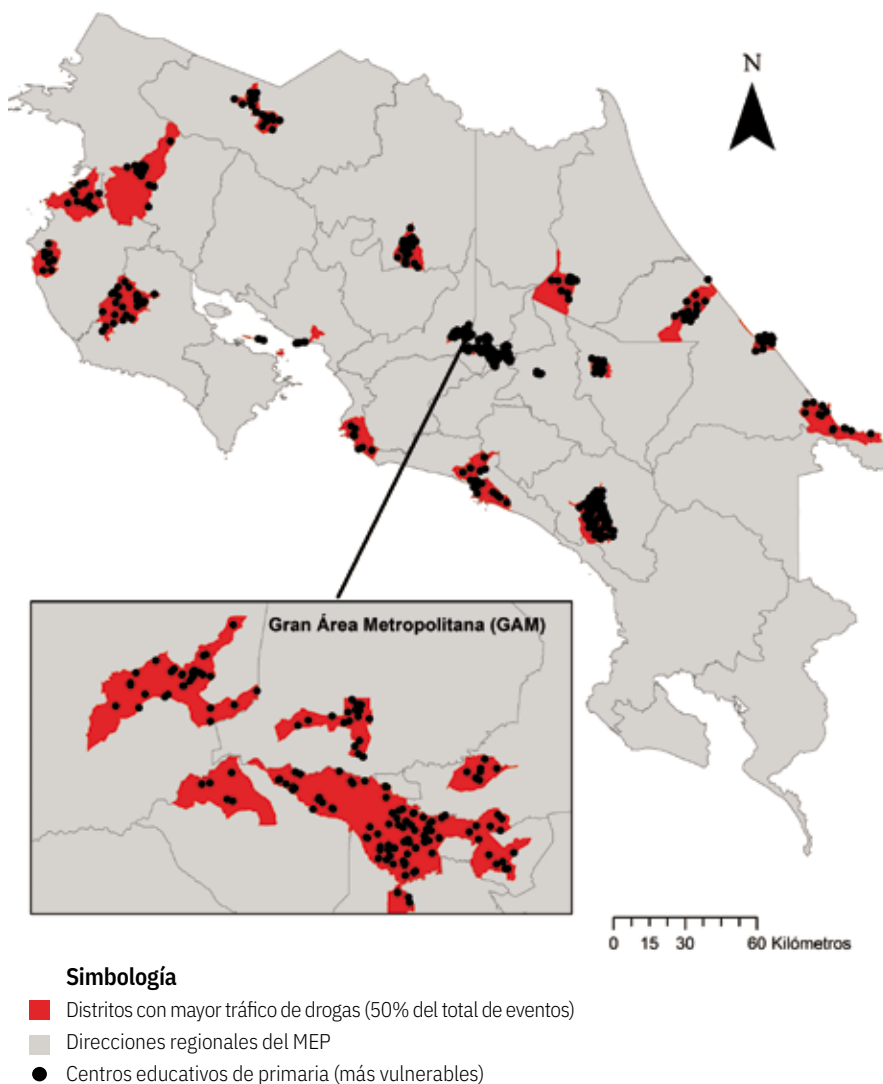 N
Gran Área Metropolitana (GAM)
0 15 30 60 Kilómetros
Simbología
Distritos con mayor tráfico de drogas (50% del total de eventos)
Direcciones regionales del MEP
Centros educativos de primaria (más vulnerables)